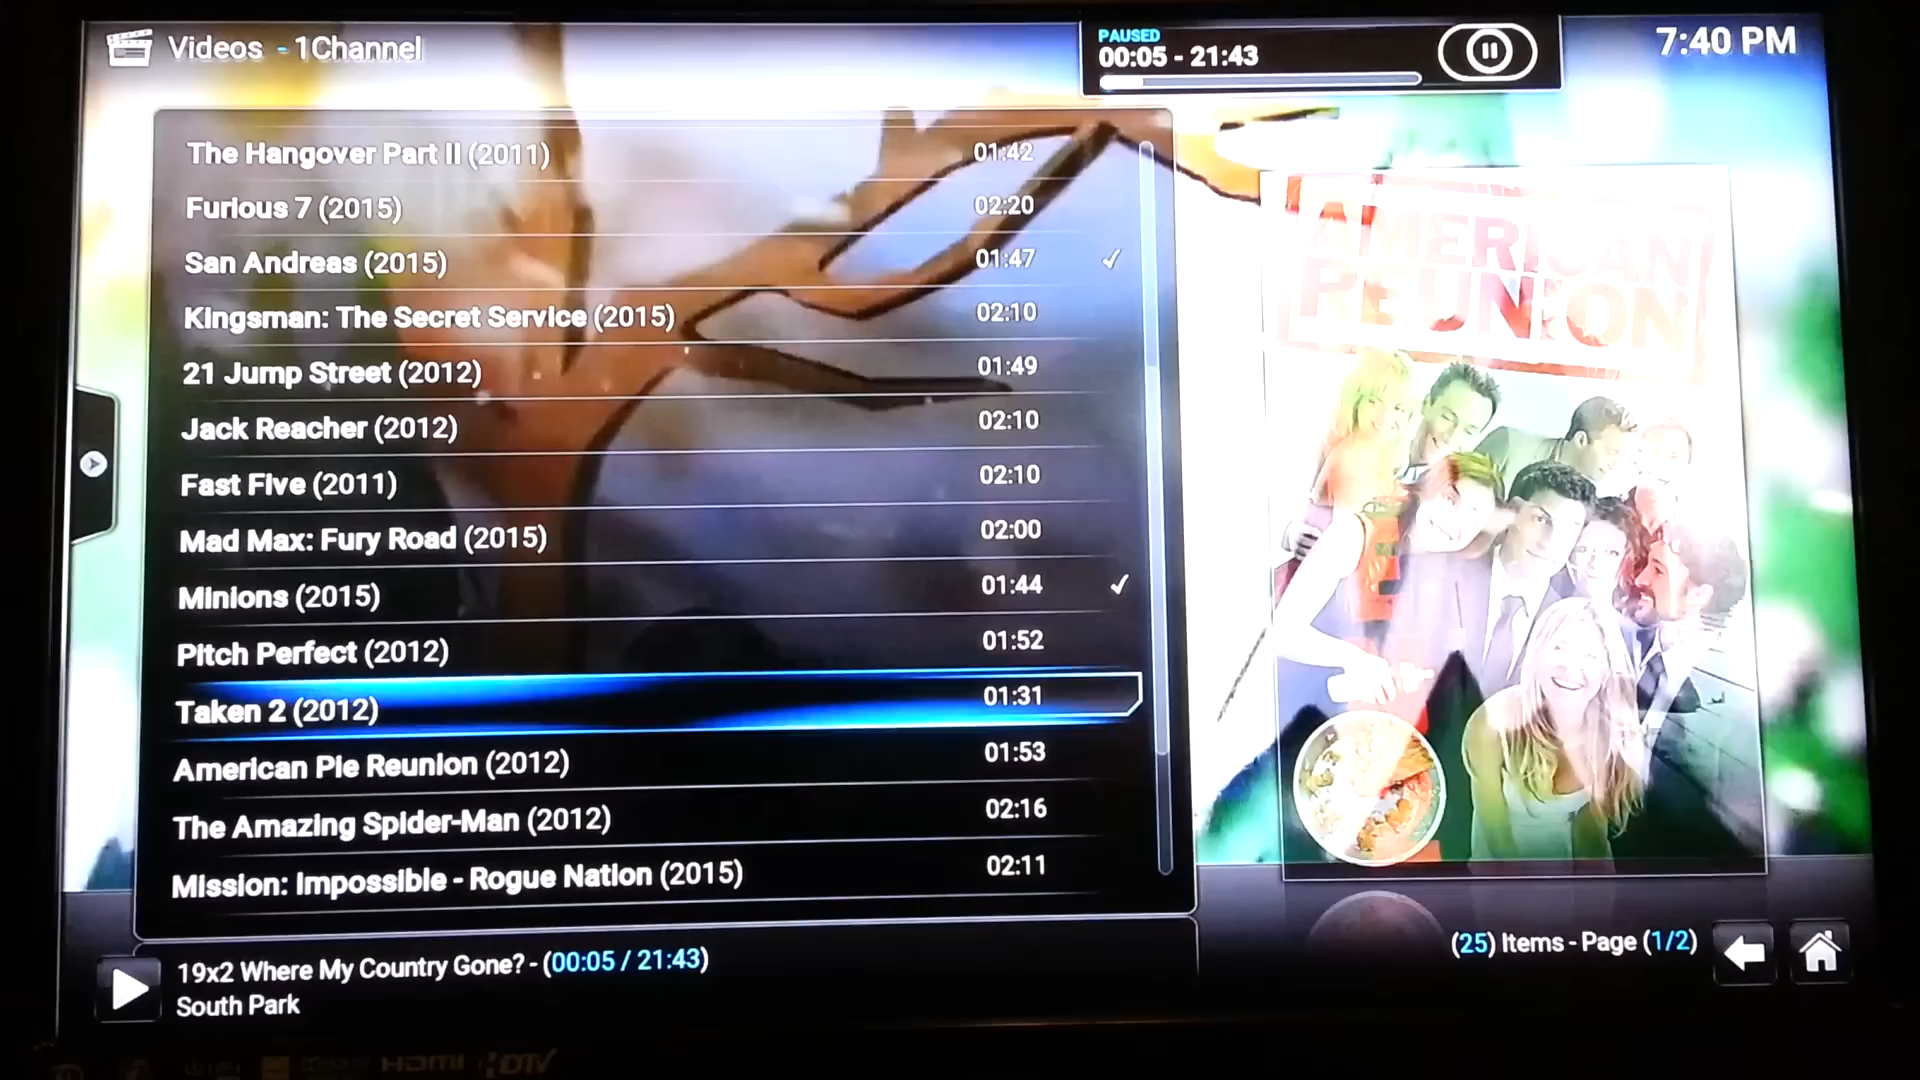 Videos - 1Channel
PAUSED
00:05 - 21:43
7:40 PM
The Hangover Part II (2011) 01:42
Furious 7 (2015) 02:20
San Andreas (2015) 01:47 ✓
Kingsman: The Secret Service (2015) 02:10
21 Jump Street (2012) 01:49
Jack Reacher (2012) 02:10
Fast Five (2011) 02:10
Mad Max: Fury Road (2015) 02:00
Minions (2015) 01:44 ✓
Pitch Perfect (2012) 01:52
Taken 2 (2012) 01:31
American Pie Reunion (2012) 01:53
The Amazing Spider-Man (2012) 02:16
Mission: Impossible - Rogue Nation (2015) 02:11
AMERICAN
REUNION
19x2 Where My Country Gone? - (00:05 / 21:43)
South Park
(25) Items - Page (1/2)
HDMI HDTV